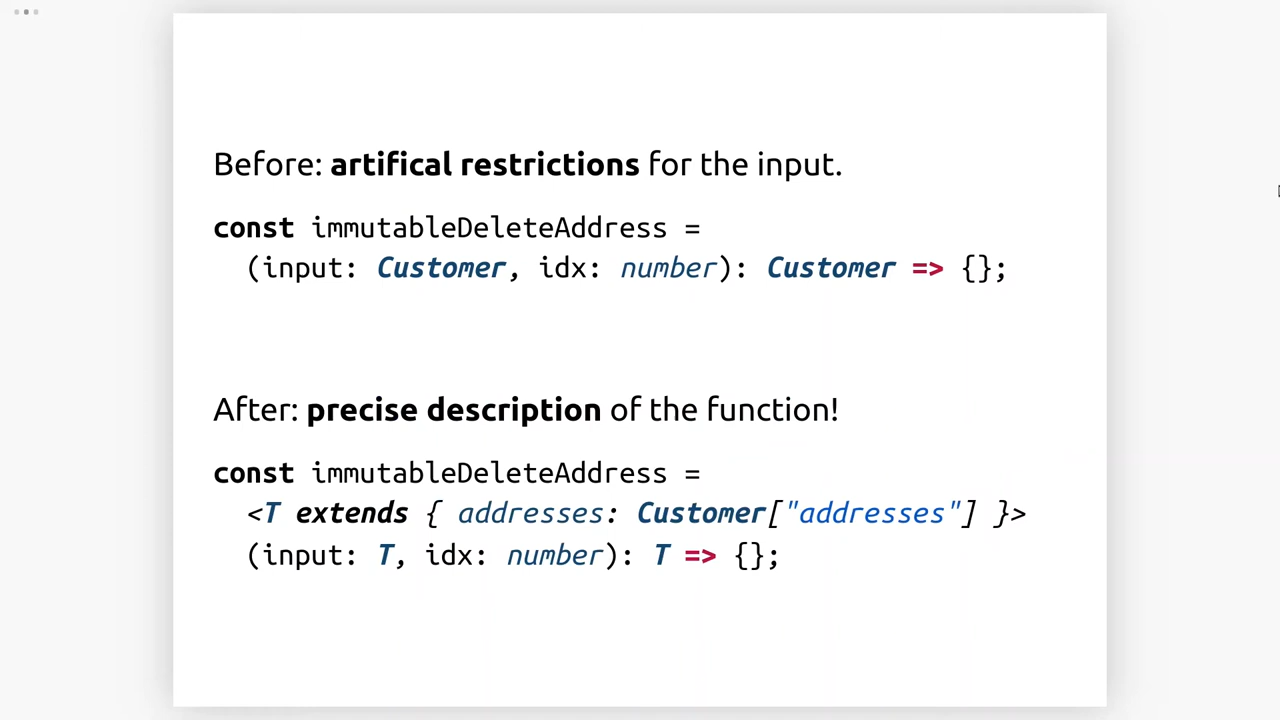 Before: artifical restrictions for the input.
const immutableDeleteAddress =
(input: Customer, idx: number): Customer => {};
After: precise description of the function!
const immutableDeleteAddress =
<T extends { addresses: Customer["addresses"] }>
(input: T, idx: number): T => {};